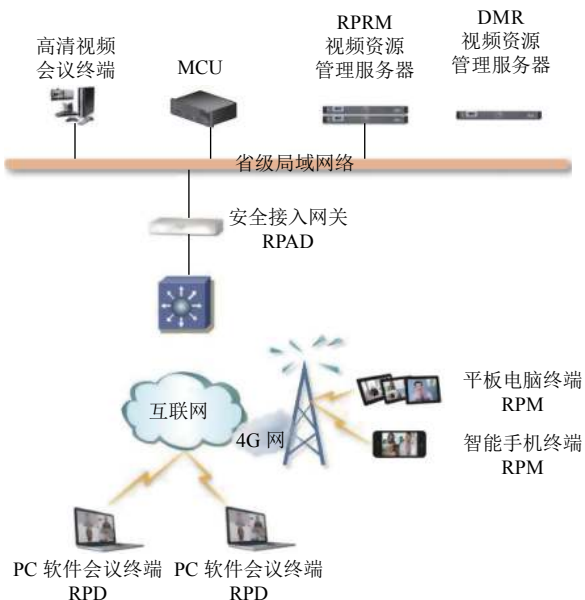 高清视频
会议终端
MCU
RPRM
视频资源
管理服务器
DMR
视频资源
管理服务器
省级局域网络
安全接入网关
RPAD
互联网
4G 网
平板电脑终端
RPM
智能手机终端
RPM
PC 软件会议终端
RPD
PC 软件会议终端
RPD